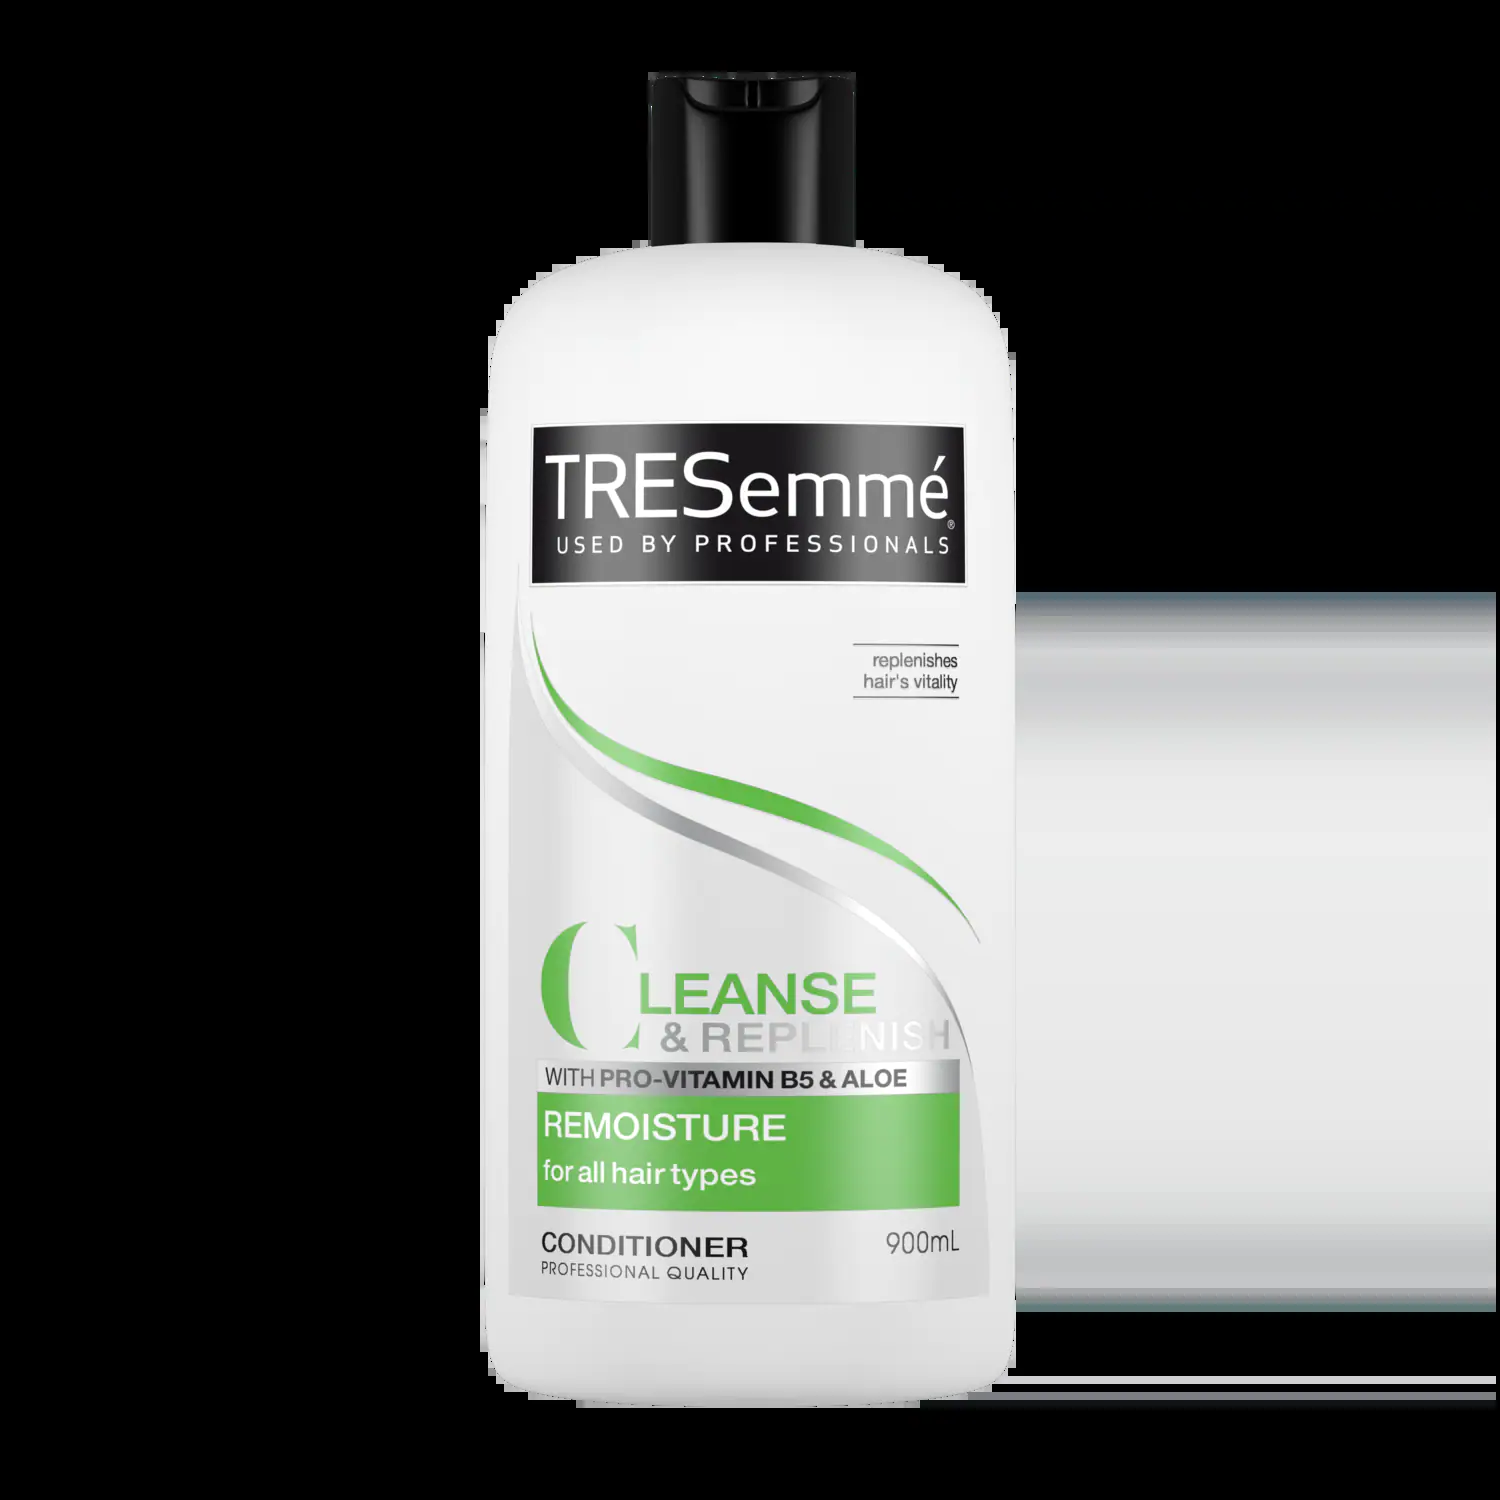 TRESemmé®
USED BY PROFESSIONALS
replenishes
hair's vitality
CLEANSE
& REPLENISH
WITH PRO-VITAMIN B5 & ALOE
REMOISTURE
for all hair types
CONDITIONER
PROFESSIONAL QUALITY
900mL